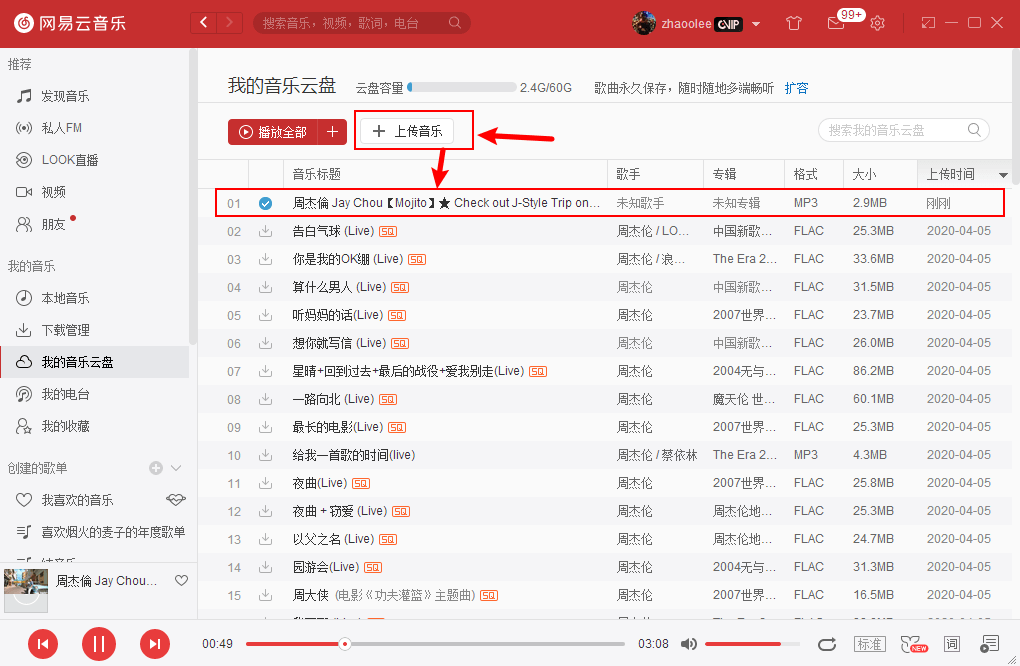 网易云音乐
搜索音乐，视频，歌词，电台
zhaoolee VIP
99+
推荐
发现音乐
私人FM
LOOK直播
视频
朋友
我的音乐
本地音乐
下载管理
我的音乐云盘
我的电台
我的收藏
创建的歌单
我喜欢的音乐
喜欢烟火的麦子的年度歌单
我的音乐云盘 云盘容量 2.4G/60G 歌曲永久保存，随时随地多端畅听 扩容
播放全部 上传音乐 搜索我的音乐云盘
音乐标题 歌手 专辑 格式 大小 上传时间
01 周杰倫 Jay Chou【Mojito】★ Check out J-Style Trip on... 未知歌手 未知专辑 MP3 2.9MB 刚刚
02 告白气球 (Live) SQ 周杰伦 / LO... 中国新歌... FLAC 25.3MB 2020-04-05
03 你是我的OK绷 (Live) SQ 周杰伦 / 浪... The Era 2... FLAC 33.6MB 2020-04-05
04 算什么男人 (Live) SQ 周杰伦 中国新歌... FLAC 31.5MB 2020-04-05
05 听妈妈的话(Live) SQ 周杰伦 2007世界... FLAC 23.7MB 2020-04-05
06 想你就写信 (Live) SQ 周杰伦 中国新歌... FLAC 26.0MB 2020-04-05
07 星晴+回到过去+最后的战役+爱我别走(Live) SQ 周杰伦 2004无与... FLAC 86.2MB 2020-04-05
08 一路向北 (Live) SQ 周杰伦 魔天伦 世... FLAC 60.1MB 2020-04-05
09 最长的电影(Live) SQ 周杰伦 2007世界... FLAC 25.3MB 2020-04-05
10 给我一首歌的时间(live) 周杰伦 / 蔡依林 The Era 2... MP3 4.3MB 2020-04-05
11 夜曲(Live) SQ 周杰伦 2007世界... FLAC 25.8MB 2020-04-05
12 夜曲 + 窃爱 (Live) SQ 周杰伦 周杰伦地... FLAC 25.3MB 2020-04-05
13 以父之名 (Live) SQ 周杰伦 周杰伦地... FLAC 24.7MB 2020-04-05
14 园游会(Live) SQ 周杰伦 2004无与... FLAC 31.3MB 2020-04-05
15 周大侠 (电影《功夫灌篮》主题曲) SQ 周杰伦 2007世界... FLAC 16.5MB 2020-04-05
周杰倫 Jay Chou...
00:49 03:08 标准 NEW 词